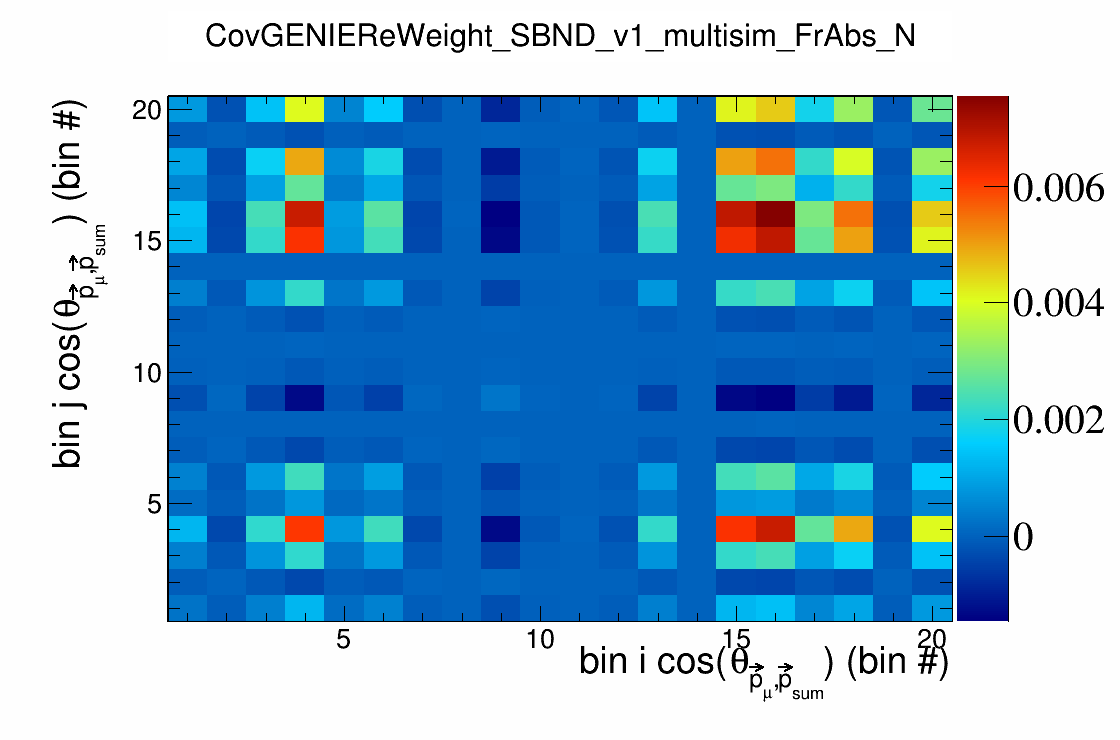 CovGENIEReWeight_SBND_v1_multisim_FrAbs_N
bin j cos(θ p⃗μ,p⃗sum) (bin #)
20
15
10
5
5 10 15 20
bin i cos(θ p⃗μ,p⃗sum) (bin #)
0.006
0.004
0.002
0